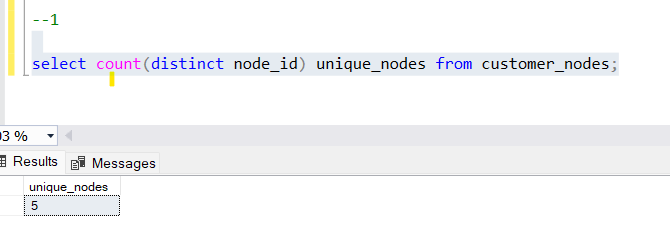 --1
select count(distinct node_id) unique_nodes from customer_nodes;
03 %
Results Messages
unique_nodes
5